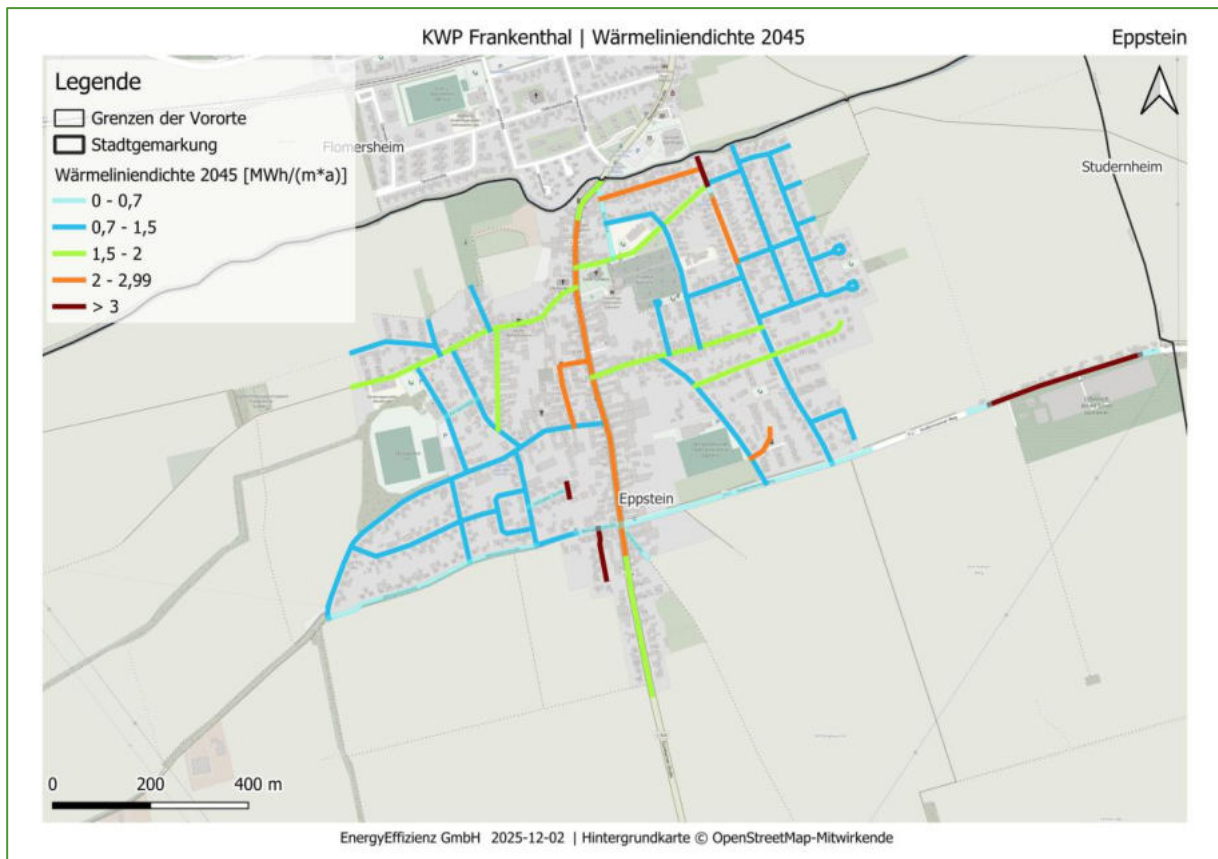 KWP Frankenthal | Wärmeliniendichte 2045
Eppstein
Legende
Grenzen der Vororte
Stadtgemarkung
Wärmeliniendichte 2045 [MWh/(m*a)]
0 - 0,7
0,7 - 1,5
1,5 - 2
2 - 2,99
> 3
Flomersheim
Studernheim
Eppstein
0 200 400 m
EnergyEffizienz GmbH 2025-12-02 | Hintergrundkarte © OpenStreetMap-Mitwirkende